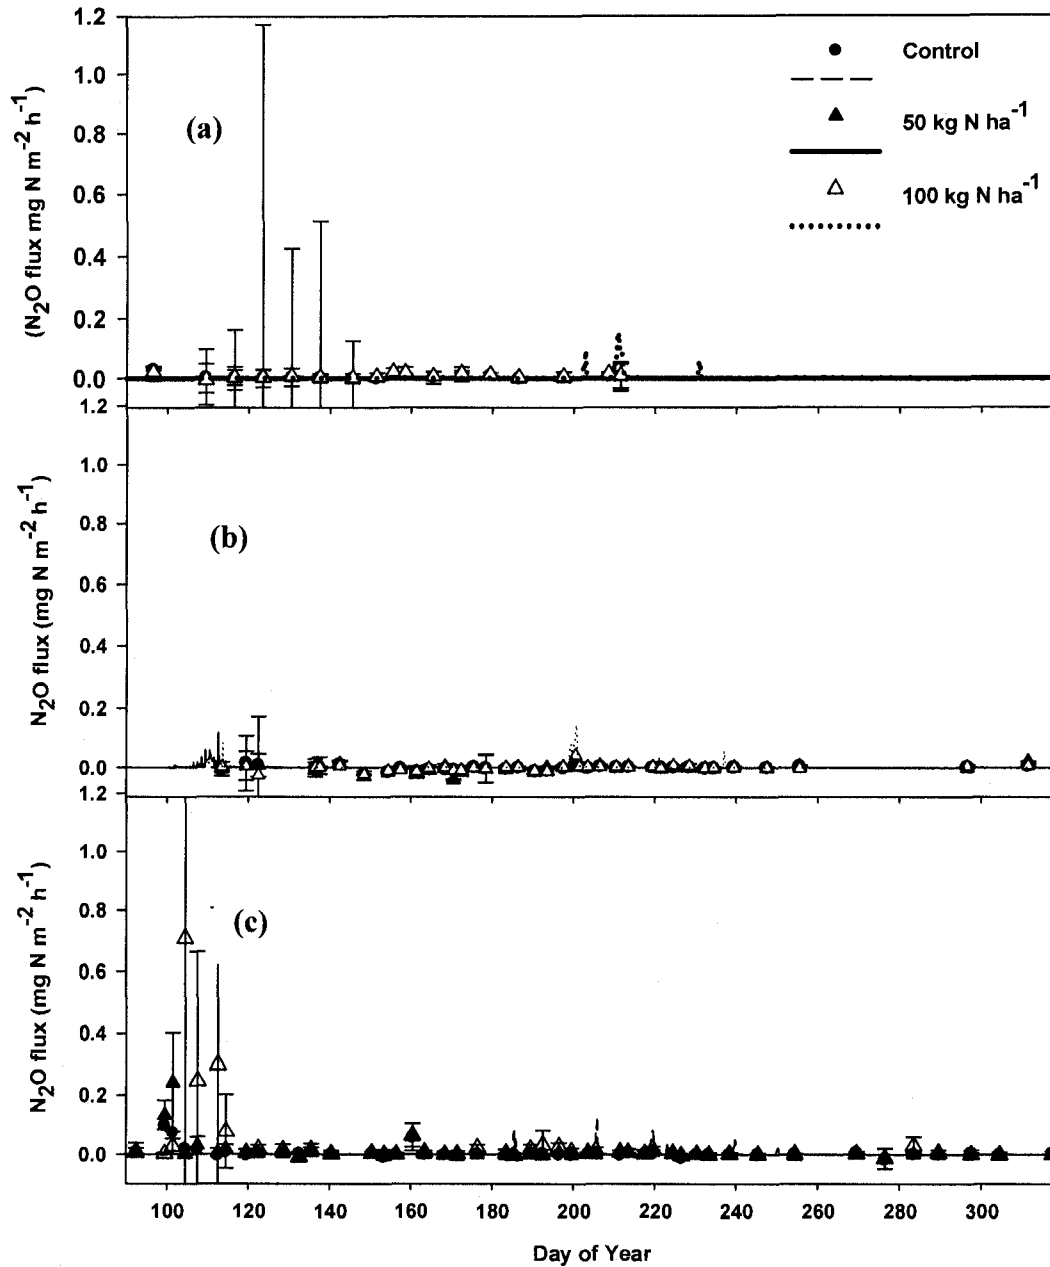 1.2
Control
1.0
50 kg N ha⁻¹
(a)
0.8
100 kg N ha⁻¹
0.6
0.4
0.2
0.0
(N₂O flux mg N m⁻² h⁻¹)
1.2
1.0
0.8
(b)
0.6
0.4
0.2
0.0
N₂O flux (mg N m⁻² h⁻¹)
1.2
1.0
0.8
(c)
0.6
0.4
0.2
0.0
N₂O flux (mg N m⁻² h⁻¹)
100 120 140 160 180 200 220 240 260 280 300
Day of Year